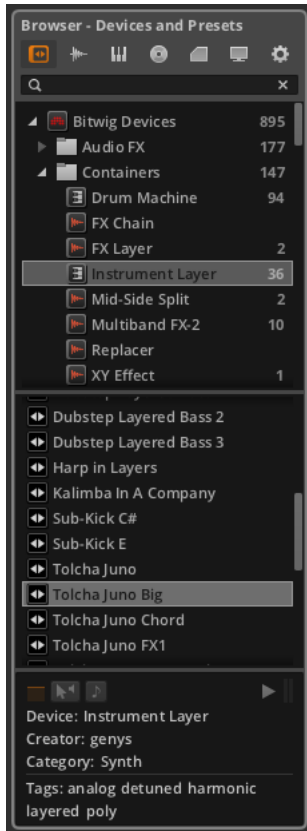 Browser - Devices and Presets
Bitwig Devices 895
Audio FX 177
Containers 147
Drum Machine 94
FX Chain
FX Layer 2
Instrument Layer 36
Mid-Side Split 2
Multiband FX-2 10
Replacer
XY Effect 1
Dubstep Layered Bass 2
Dubstep Layered Bass 3
Harp in Layers
Kalimba In A Company
Sub-Kick C#
Sub-Kick E
Tolcha Juno
Tolcha Juno Big
Tolcha Juno Chord
Tolcha Juno FX1
Device: Instrument Layer
Creator: genys
Category: Synth
Tags: analog detuned harmonic
layered poly